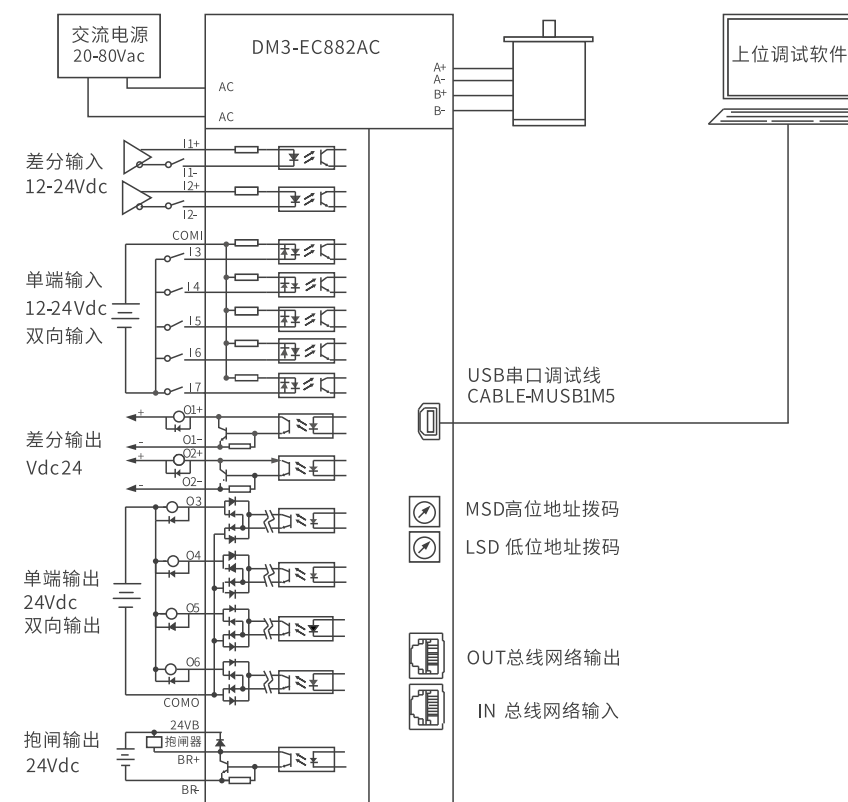 交流电源
20-80Vac
DM3-EC882AC
上位调试软件
A+
A-
B+
B-
AC
AC
差分输入
12-24Vdc
I1+
I1-
I2+
I2-
COMI
单端输入
12-24Vdc
双向输入
I3
I4
I5
I6
I7
USB串口调试线
CABLE-MUSB1M5
差分输出
Vdc24
+
O1+
-
O1-
+
O2+
-
O2-
MSD高位地址拨码
LSD 低位地址拨码
单端输出
24Vdc
双向输出
O3
O4
O5
O6
COMO
OUT总线网络输出
IN 总线网络输入
抱闸输出
24Vdc
24VB
抱闸器
BR+
BR-